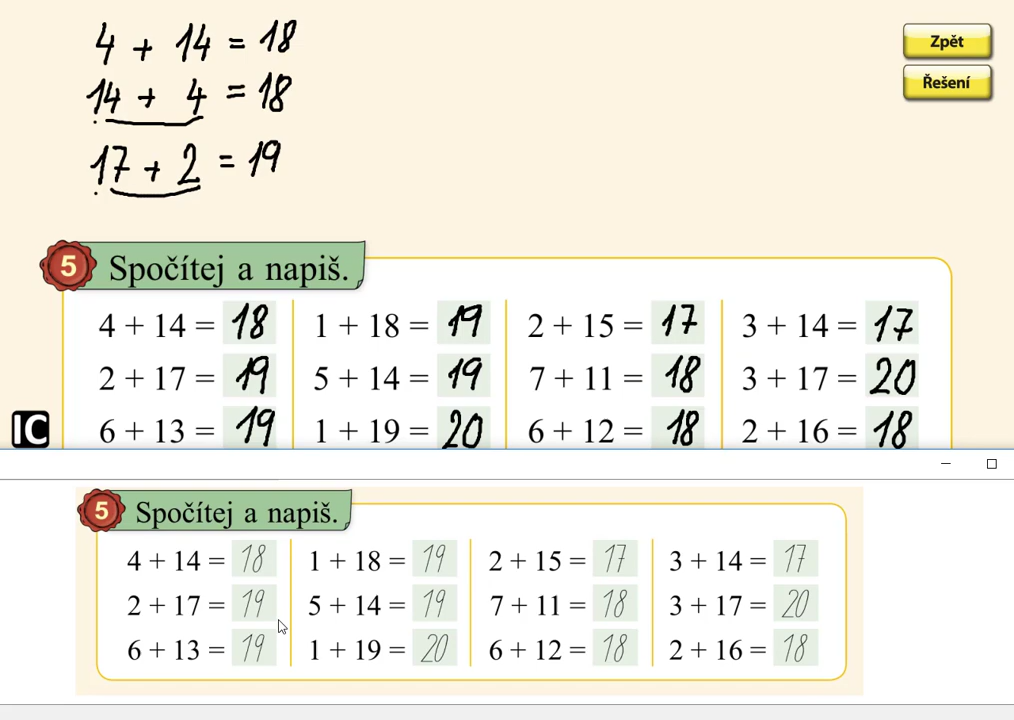 4 + 14 = 18
14 + 4 = 18
17 + 2 = 19
Zpět
Řešení
5 Spočítej a napiš.
4 + 14 = 18 1 + 18 = 19 2 + 15 = 17 3 + 14 = 17
2 + 17 = 19 5 + 14 = 19 7 + 11 = 18 3 + 17 = 20
6 + 13 = 19 1 + 19 = 20 6 + 12 = 18 2 + 16 = 18
IC
5 Spočítej a napiš.
4 + 14 = 18 1 + 18 = 19 2 + 15 = 17 3 + 14 = 17
2 + 17 = 19 5 + 14 = 19 7 + 11 = 18 3 + 17 = 20
6 + 13 = 19 1 + 19 = 20 6 + 12 = 18 2 + 16 = 18